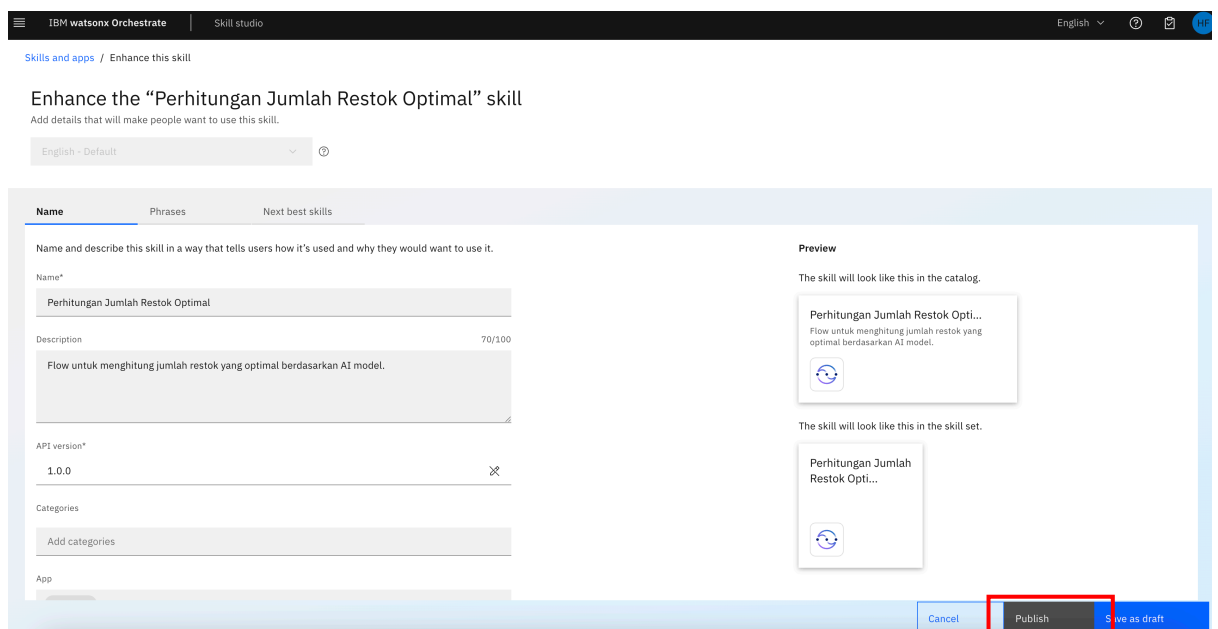 IBM watsonx Orchestrate
Skill studio
English
HF
Skills and apps / Enhance this skill
Enhance the “Perhitungan Jumlah Restok Optimal” skill
Add details that will make people want to use this skill.
English - Default
Name
Phrases
Next best skills
Name and describe this skill in a way that tells users how it’s used and why they would want to use it.
Name*
Perhitungan Jumlah Restok Optimal
Description
70/100
Flow untuk menghitung jumlah restok yang optimal berdasarkan AI model.
API version*
1.0.0
Categories
Add categories
App
Preview
The skill will look like this in the catalog.
Perhitungan Jumlah Restok Opti...
Flow untuk menghitung jumlah restok yang
optimal berdasarkan AI model.
The skill will look like this in the skill set.
Perhitungan Jumlah
Restok Opti...
Cancel
Publish
Save as draft